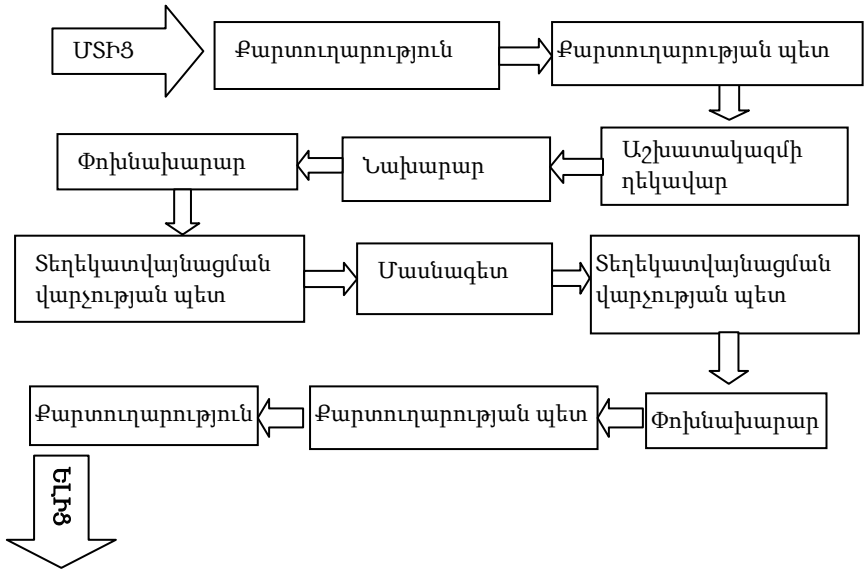 ՄՏԻՑ
Քարտուղարություն
Քարտուղարության պետ
Աշխատակազմի
ղեկավար
Նախարար
Փոխնախարար
Տեղեկատվայնացման
վարչության պետ
Մասնագետ
Տեղեկատվայնացման
վարչության պետ
Փոխնախարար
Քարտուղարության պետ
Քարտուղարություն
ԵԼԻՑ